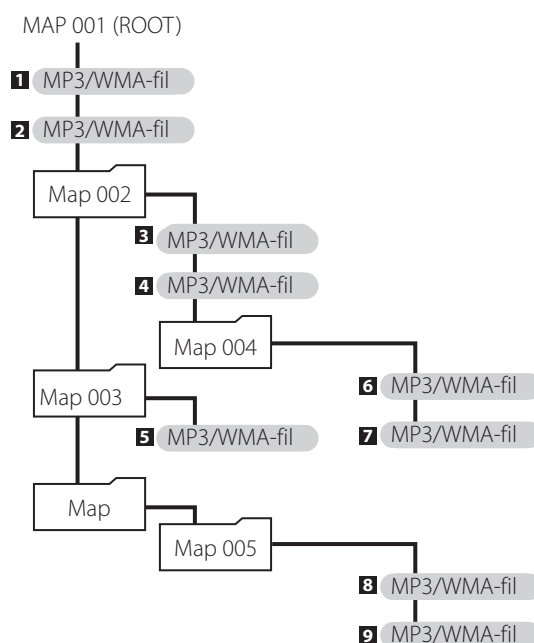 MAP 001 (ROOT)
1 MP3/WMA-fil
2 MP3/WMA-fil
Map 002
3 MP3/WMA-fil
4 MP3/WMA-fil
Map 004
6 MP3/WMA-fil
Map 003
7 MP3/WMA-fil
5 MP3/WMA-fil
Map
Map 005
8 MP3/WMA-fil
9 MP3/WMA-fil